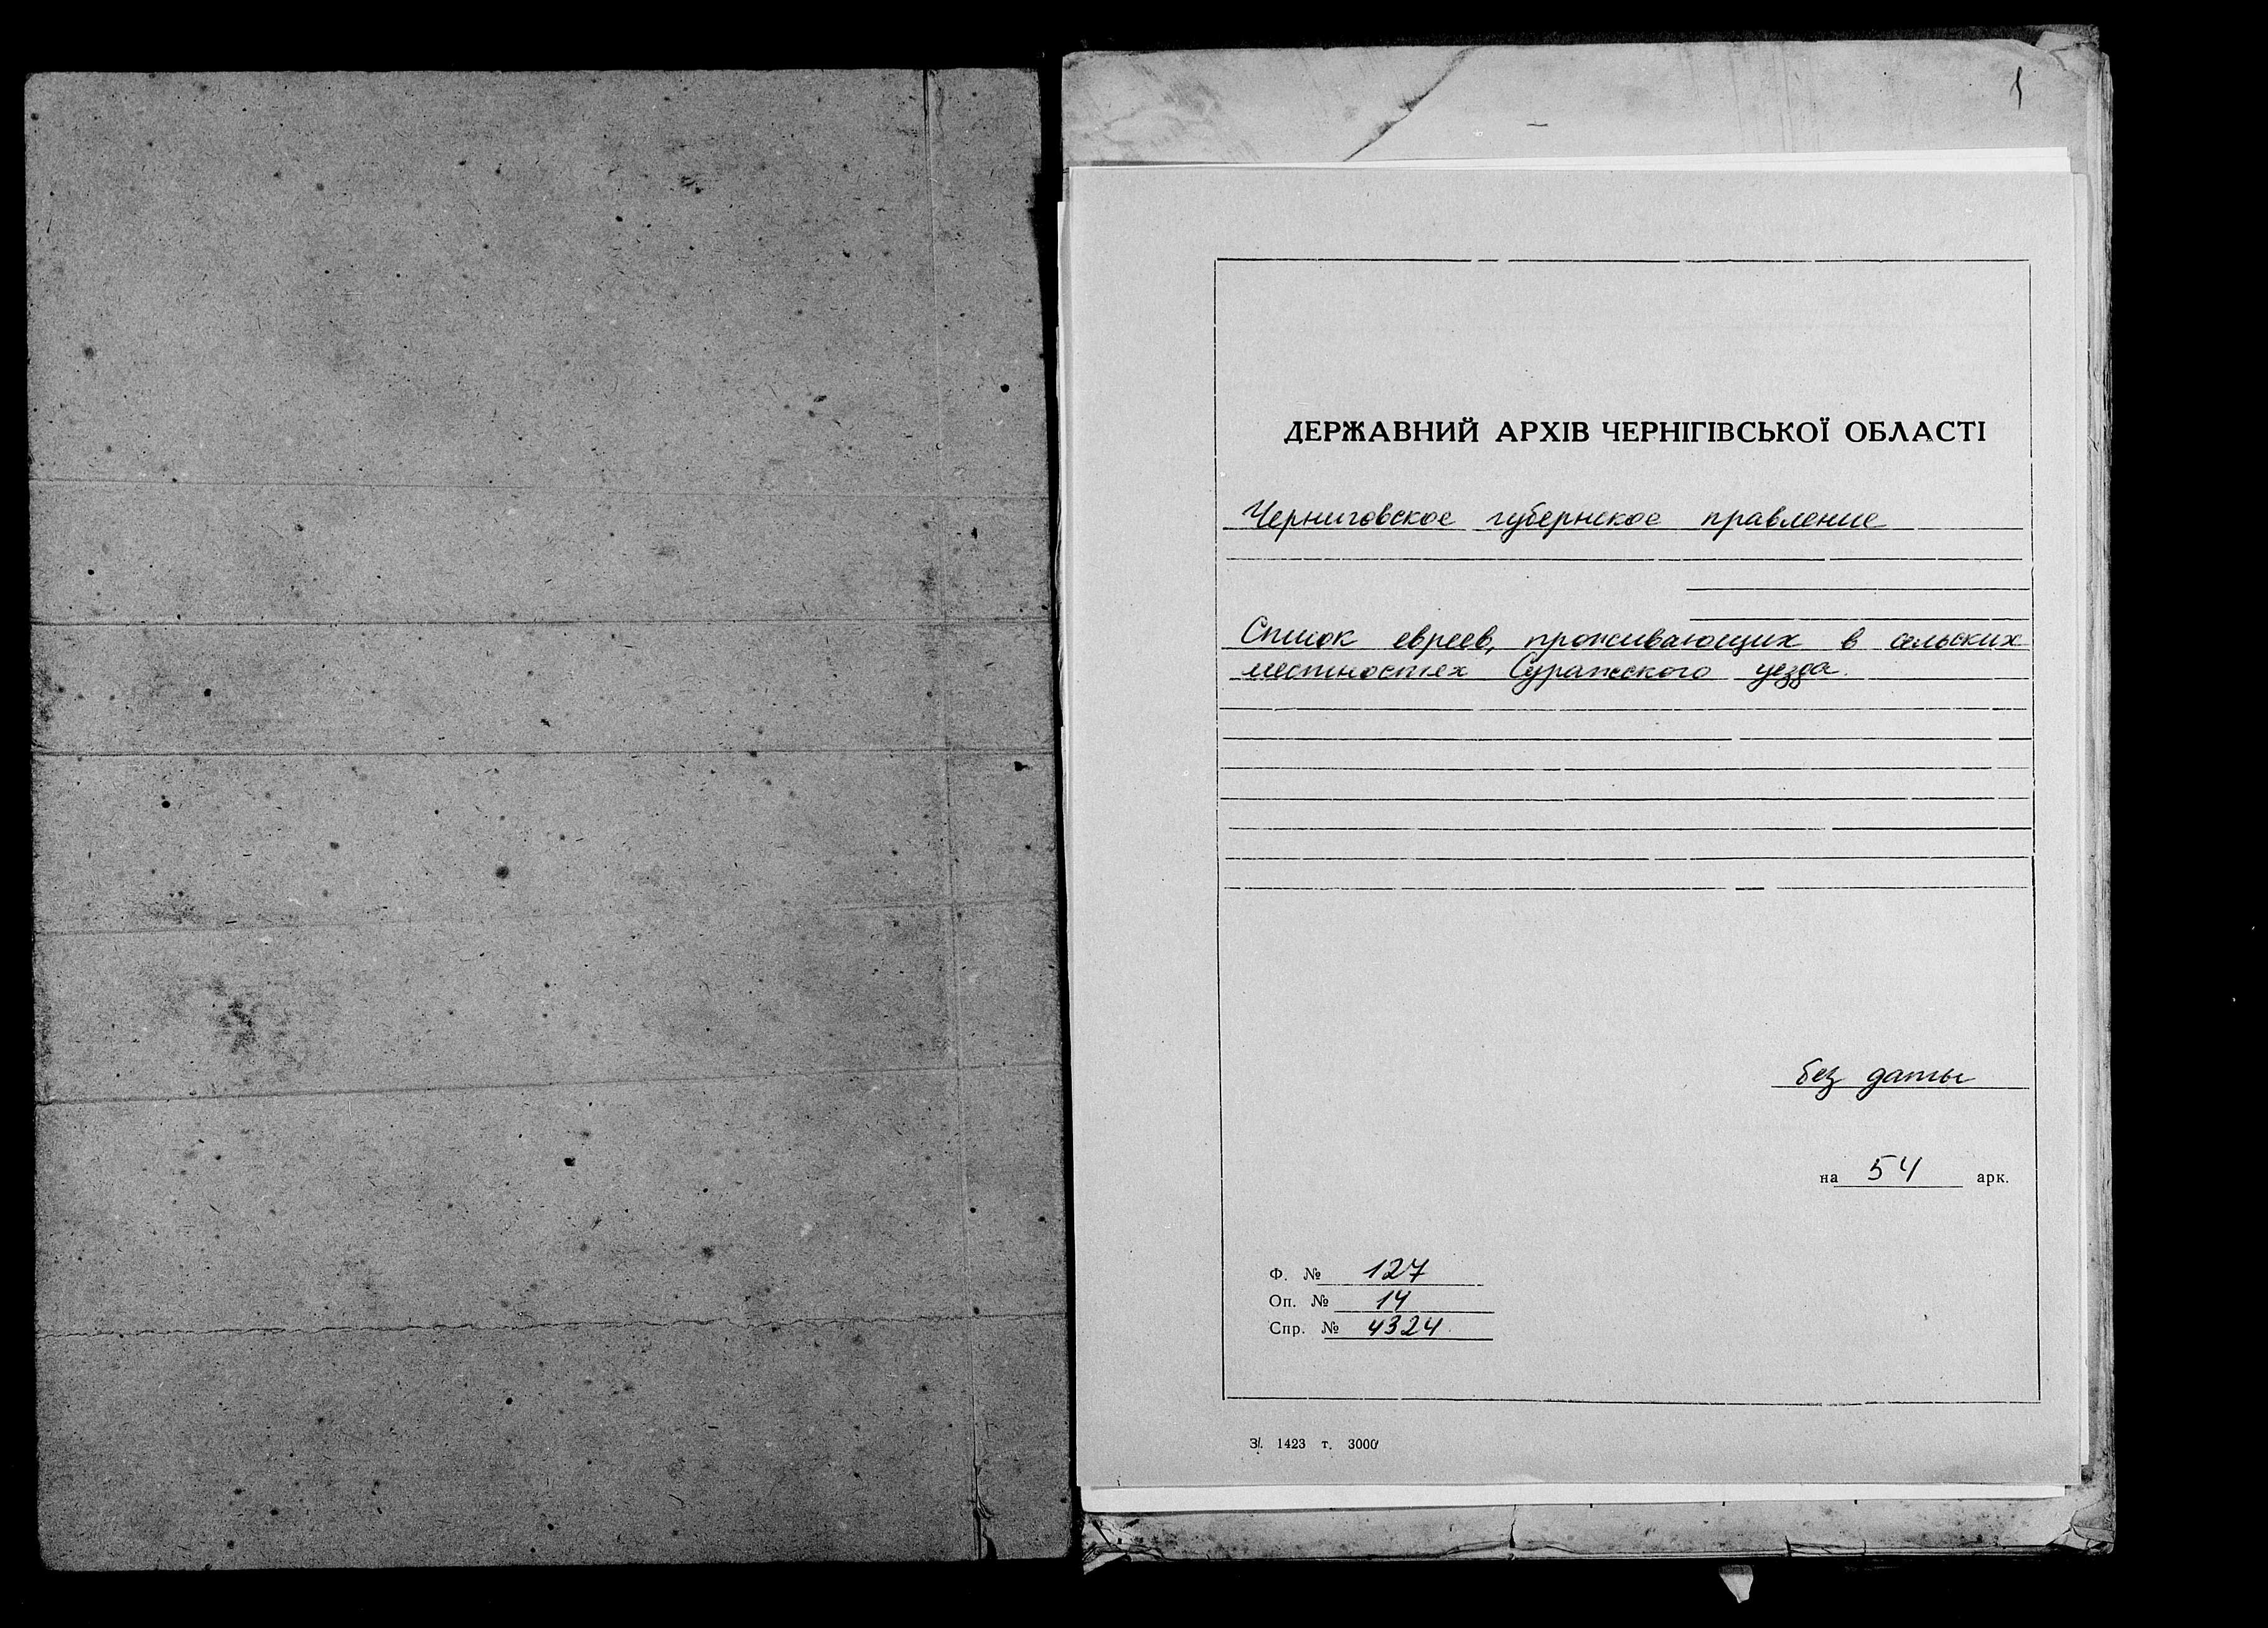 ДЕРЖАВНИЙ АРХІВ ЧЕРНІГІВСЬКОЇ ОБЛАСТІ
Черниговское губернское правление
Список евреев, проживающих в сельских
местностях Суражского уезда.
без даты
на 54 арк.
Ф. № 127
Оп. № 14
Спр. № 4324
З. 1423 т. 3000